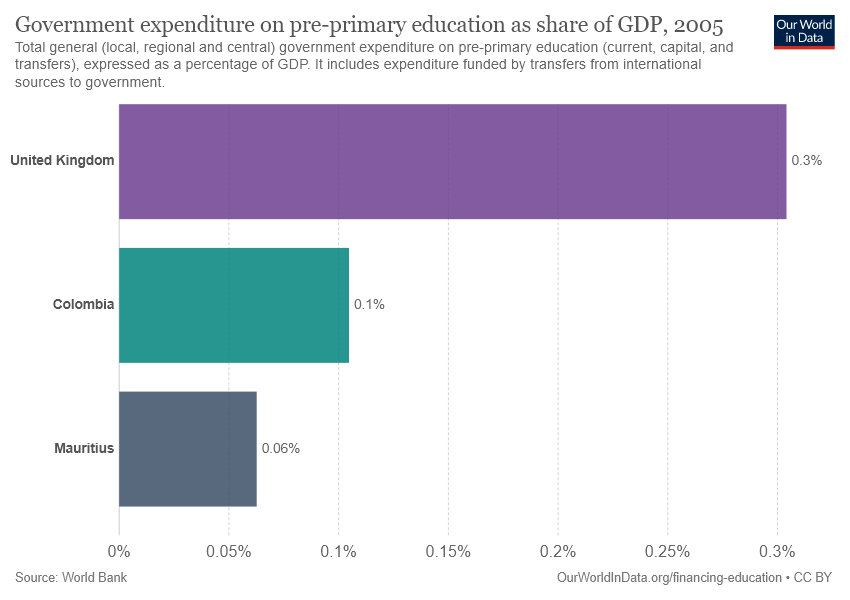 Government expenditure on pre-primary education as share of GDP, 2005
Our World
in Data
Total general (local, regional and central) government expenditure on pre-primary education (current, capital, and
transfers), expressed as a percentage of GDP. It includes expenditure funded by transfers from international
sources to government.
United Kingdom
0.3%
Colombia
0.1%
Mauritius
0.06%
0%
0.05%
0.1%
0.15%
0.2%
0.25%
0.3%
Source: World Bank
OurWorldInData.org/financing-education • CC BY